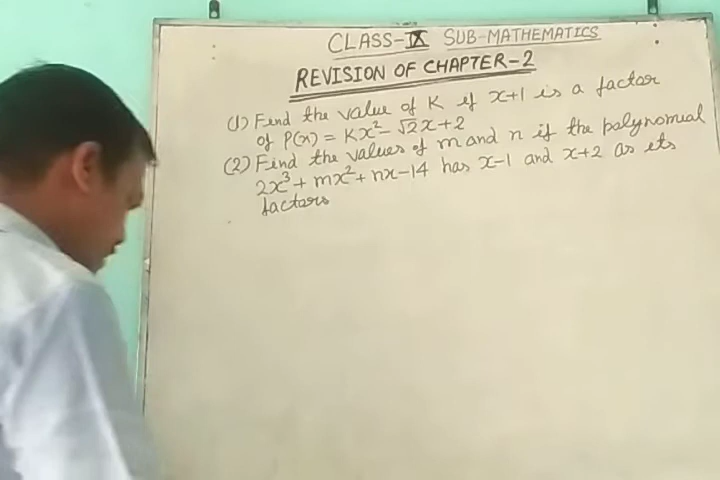 CLASS-IX SUB-MATHEMATICS
REVISION OF CHAPTER-2
(1) Find the value of K if x+1 is a factor
of P(x) = Kx²-√2x+2
(2) Find the values of m and n if the polynomial
2x³+mx²+nx-14 has x-1 and x+2 as its
factors